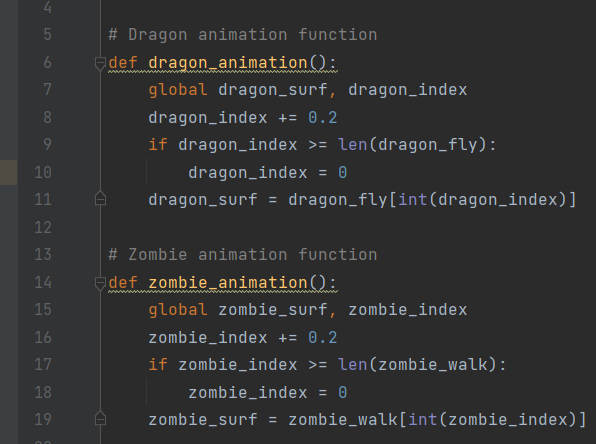 4
5 # Dragon animation function
6 def dragon_animation():
7 global dragon_surf, dragon_index
8 dragon_index += 0.2
9 if dragon_index >= len(dragon_fly):
10 dragon_index = 0
11 dragon_surf = dragon_fly[int(dragon_index)]
12
13 # Zombie animation function
14 def zombie_animation():
15 global zombie_surf, zombie_index
16 zombie_index += 0.2
17 if zombie_index >= len(zombie_walk):
18 zombie_index = 0
19 zombie_surf = zombie_walk[int(zombie_index)]